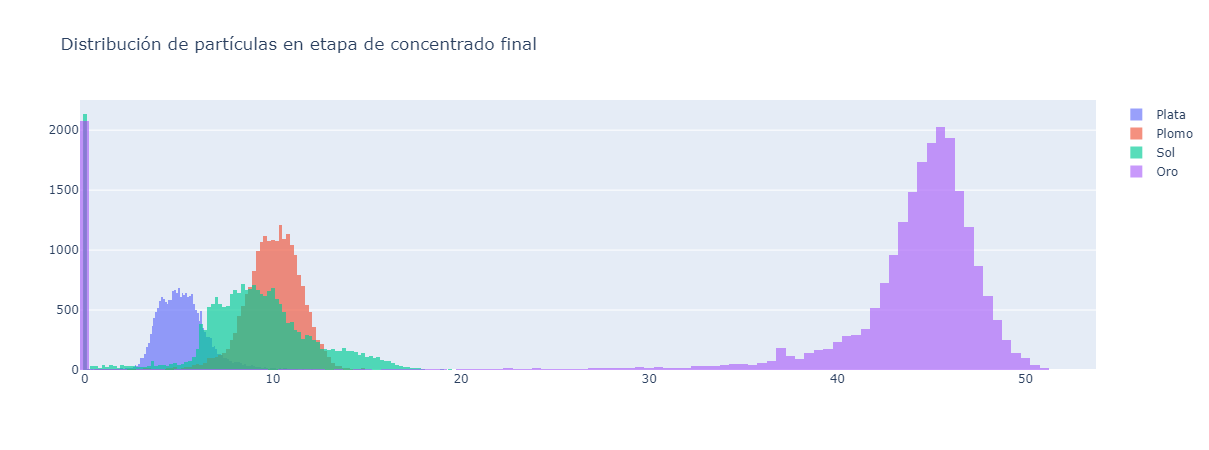 Distribución de partículas en etapa de concentrado final
2000
1500
1000
500
0
0 10 20 30 40 50
Plata
Plomo
Sol
Oro